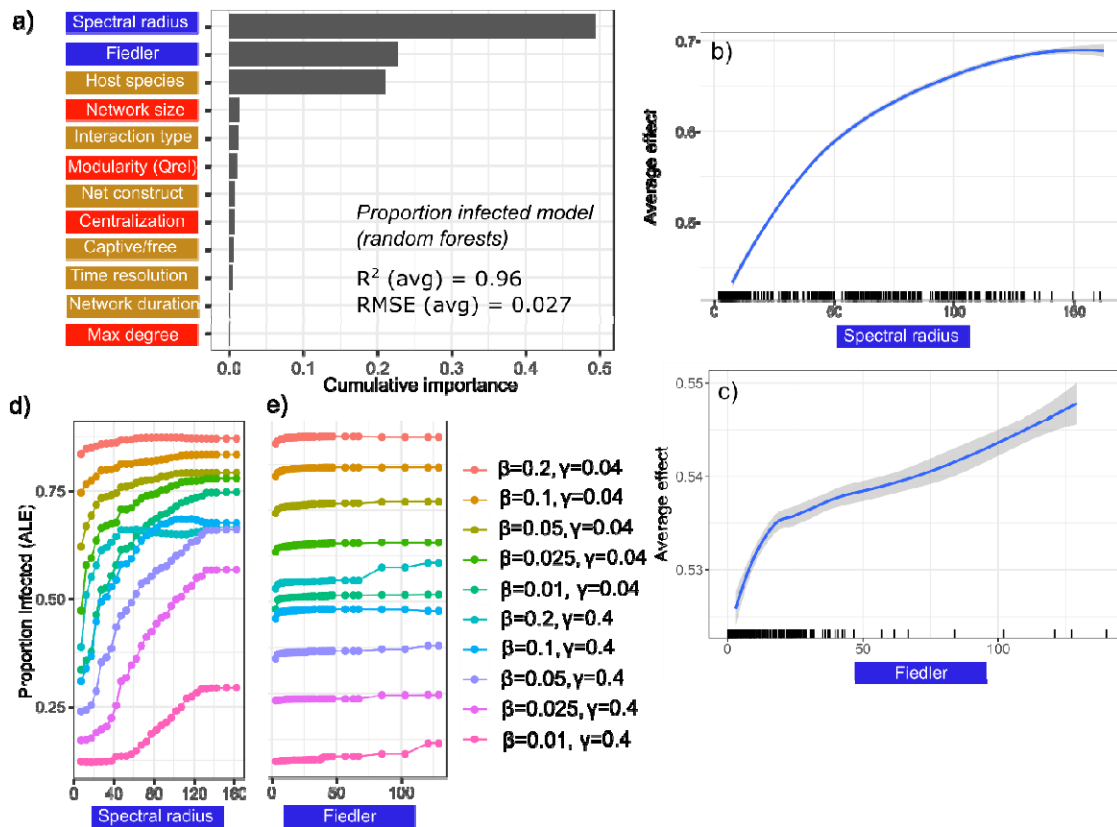 a)
Spectral radius
Fiedler
Host species
Network size
Interaction type
Modularity (Qrel)
Net construct
Centralization
Captive/free
Time resolution
Network duration
Max degree
Proportion infected model
(random forests)
R² (avg) = 0.96
RMSE (avg) = 0.027
0.0 0.1 0.2 0.3 0.4 0.5
Cumulative importance
b)
Average effect
0.7
0.6
0.5
0 50 100 150
Spectral radius
c)
Average effect
0.55
0.54
0.53
0 50 100
Fiedler
d)
Proportion Infected (ALE)
0.75
0.50
0.25
0 40 80 120 160
Spectral radius
e)
0 50 100
Fiedler
β=0.2, γ=0.04
β=0.1, γ=0.04
β=0.05, γ=0.04
β=0.025, γ=0.04
β=0.01, γ=0.04
β=0.2, γ=0.4
β=0.1, γ=0.4
β=0.05, γ=0.4
β=0.025, γ=0.4
β=0.01, γ=0.4